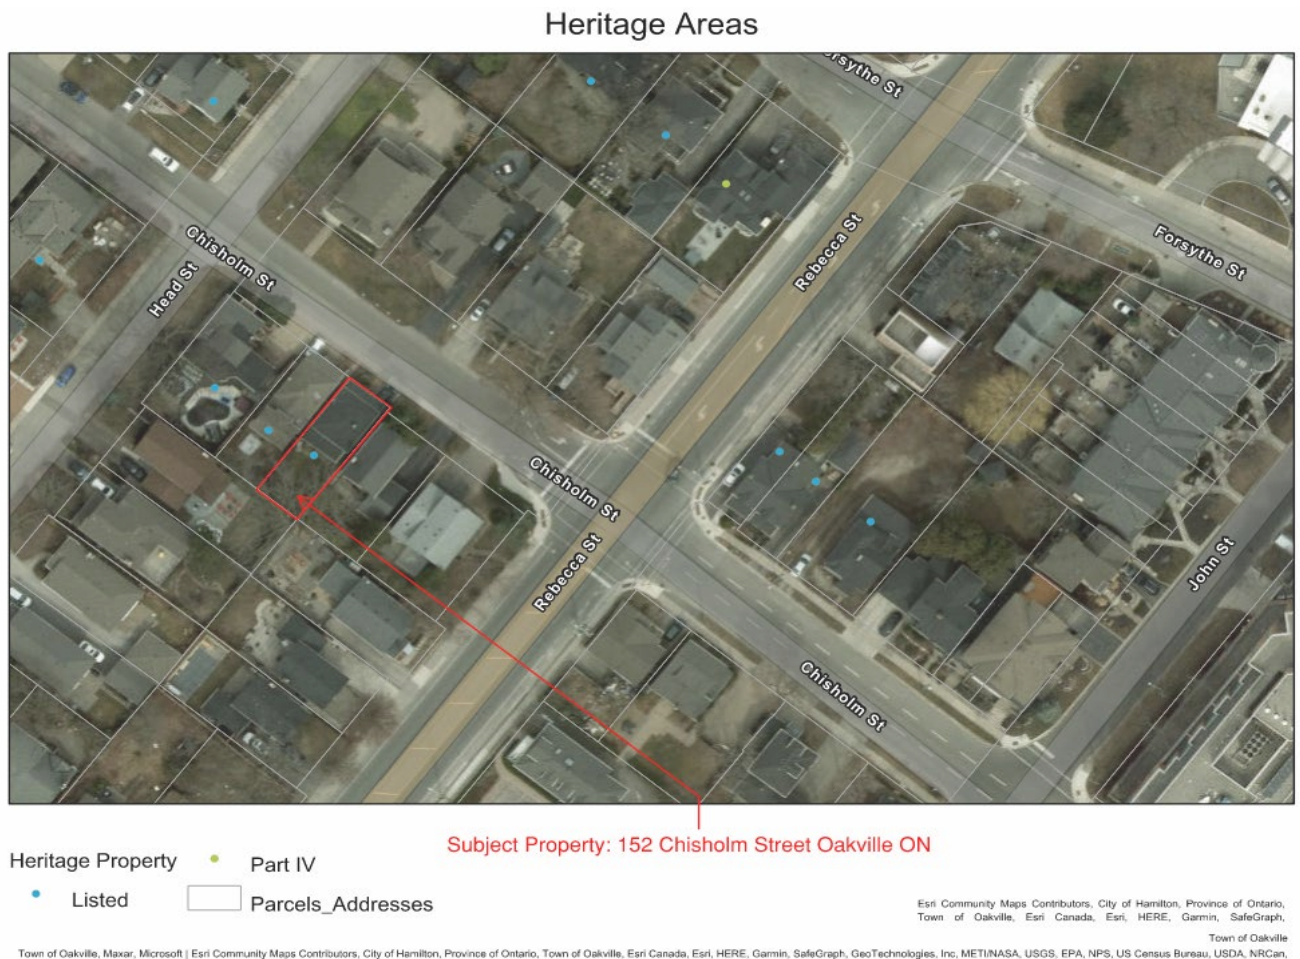 Heritage Areas
rsythe St
Forsythe St
Rebecca St
Chisholm St
Head St
Chisholm St
Rebecca St
John St
Chisholm St
Subject Property: 152 Chisholm Street Oakville ON
Heritage Property
Part IV
Listed
Parcels_Addresses
Esri Community Maps Contributors, City of Hamilton, Province of Ontario,
Town of Oakville, Esri Canada, Esri, HERE, Garmin, SafeGraph,
Town of Oakville
Town of Oakville, Maxar, Microsoft | Esri Community Maps Contributors, City of Hamilton, Province of Ontario, Town of Oakville, Esri Canada, Esri, HERE, Garmin, SafeGraph, GeoTechnologies, Inc, METI/NASA, USGS, EPA, NPS, US Census Bureau, USDA, NRCan,